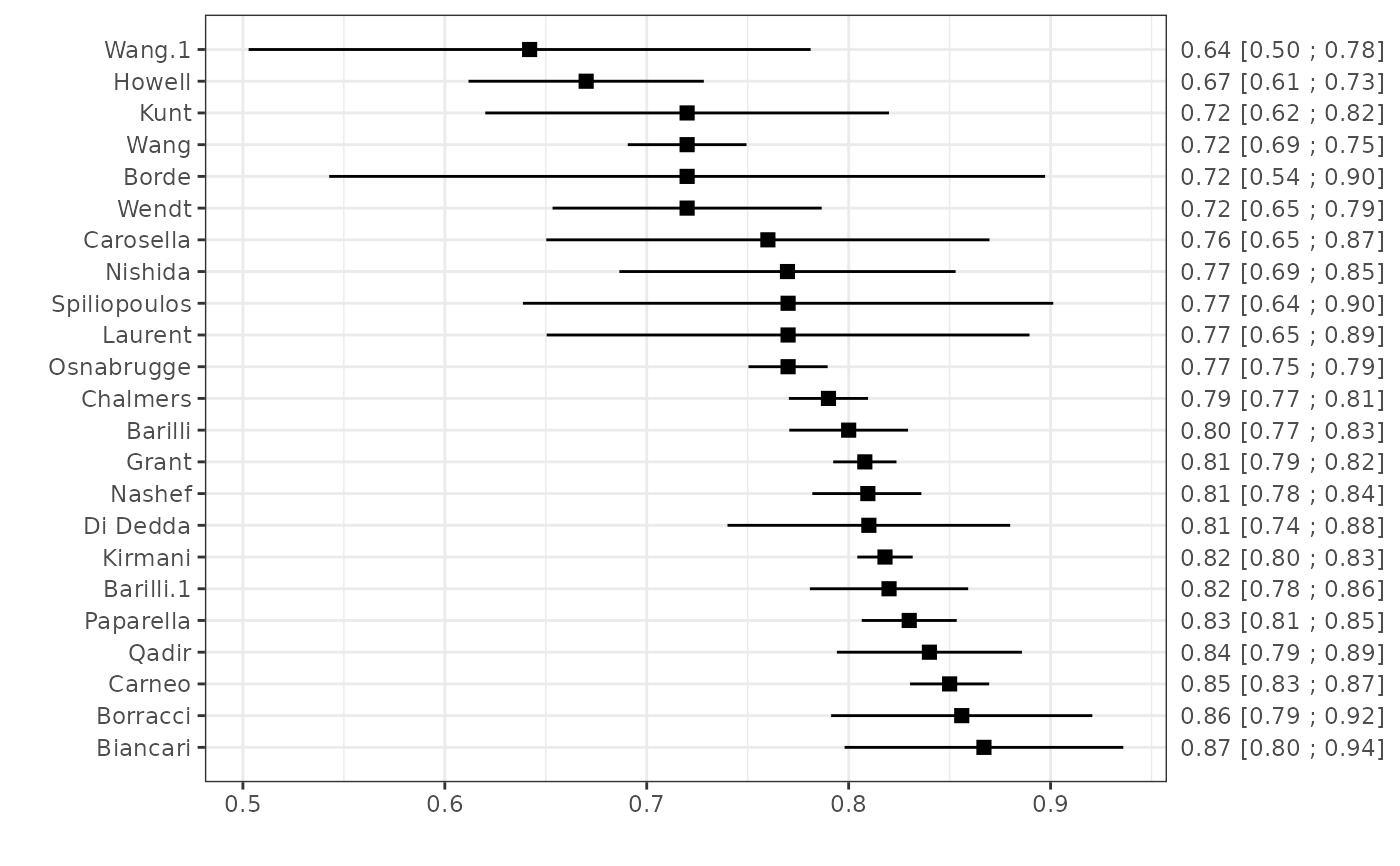 Wang.1 0.64 [0.50 ; 0.78]
Howell 0.67 [0.61 ; 0.73]
Kunt 0.72 [0.62 ; 0.82]
Wang 0.72 [0.69 ; 0.75]
Borde 0.72 [0.54 ; 0.90]
Wendt 0.72 [0.65 ; 0.79]
Carosella 0.76 [0.65 ; 0.87]
Nishida 0.77 [0.69 ; 0.85]
Spiliopoulos 0.77 [0.64 ; 0.90]
Laurent 0.77 [0.65 ; 0.89]
Osnabrugge 0.77 [0.75 ; 0.79]
Chalmers 0.79 [0.77 ; 0.81]
Barilli 0.80 [0.77 ; 0.83]
Grant 0.81 [0.79 ; 0.82]
Nashef 0.81 [0.78 ; 0.84]
Di Dedda 0.81 [0.74 ; 0.88]
Kirmani 0.82 [0.80 ; 0.83]
Barilli.1 0.82 [0.78 ; 0.86]
Paparella 0.83 [0.81 ; 0.85]
Qadir 0.84 [0.79 ; 0.89]
Carneo 0.85 [0.83 ; 0.87]
Borracci 0.86 [0.79 ; 0.92]
Biancari 0.87 [0.80 ; 0.94]
0.5 0.6 0.7 0.8 0.9